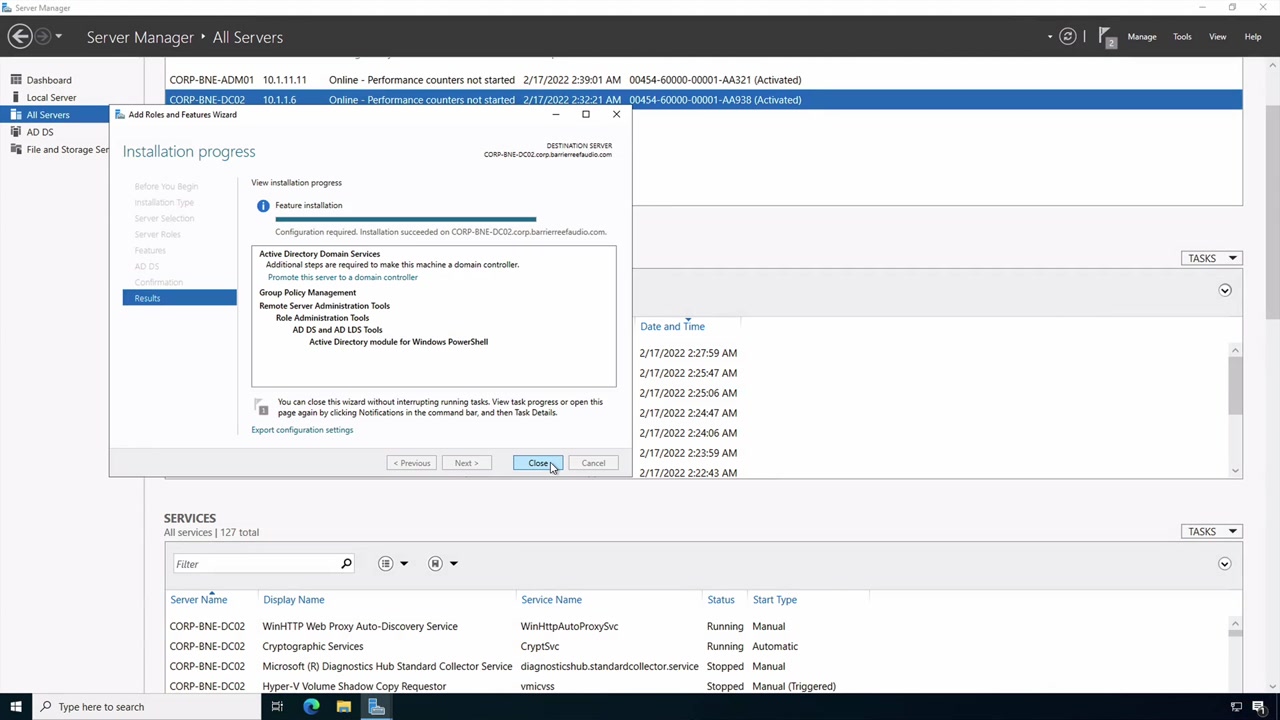 Server Manager
Server Manager ‣ All Servers
2
Manage
Tools
View
Help
Dashboard
Local Server
All Servers
AD DS
File and Storage Ser
CORP-BNE-ADM01 10.1.11.11 Online - Performance counters not started 2/17/2022 2:39:01 AM 00454-60000-00001-AA321 (Activated)
CORP-BNE-DC02 10.1.1.6 Online - Performance counters not started 2/17/2022 2:32:21 AM 00454-60000-00001-AA938 (Activated)
Add Roles and Features Wizard
Installation progress
DESTINATION SERVER
CORP-BNE-DC02.corp.barrierreefaudio.com
Before You Begin
Installation Type
Server Selection
Server Roles
Features
AD DS
Confirmation
Results
View installation progress
Feature installation
Configuration required. Installation succeeded on CORP-BNE-DC02.corp.barrierreefaudio.com.
Active Directory Domain Services
Additional steps are required to make this machine a domain controller.
Promote this server to a domain controller
Group Policy Management
Remote Server Administration Tools
Role Administration Tools
AD DS and AD LDS Tools
Active Directory module for Windows PowerShell
1
You can close this wizard without interrupting running tasks. View task progress or open this
page again by clicking Notifications in the command bar, and then Task Details.
Export configuration settings
< Previous
Next >
Close
Cancel
TASKS
Date and Time
2/17/2022 2:27:59 AM
2/17/2022 2:25:47 AM
2/17/2022 2:25:06 AM
2/17/2022 2:24:47 AM
2/17/2022 2:24:06 AM
2/17/2022 2:23:59 AM
2/17/2022 2:22:43 AM
SERVICES
All services | 127 total
TASKS
Filter
Server Name Display Name Service Name Status Start Type
CORP-BNE-DC02 WinHTTP Web Proxy Auto-Discovery Service WinHttpAutoProxySvc Running Manual
CORP-BNE-DC02 Cryptographic Services CryptSvc Running Automatic
CORP-BNE-DC02 Microsoft (R) Diagnostics Hub Standard Collector Service diagnosticshub.standardcollector.service Stopped Manual
CORP-BNE-DC02 Hyper-V Volume Shadow Copy Requestor vmicvss Stopped Manual (Triggered)
Type here to search
1